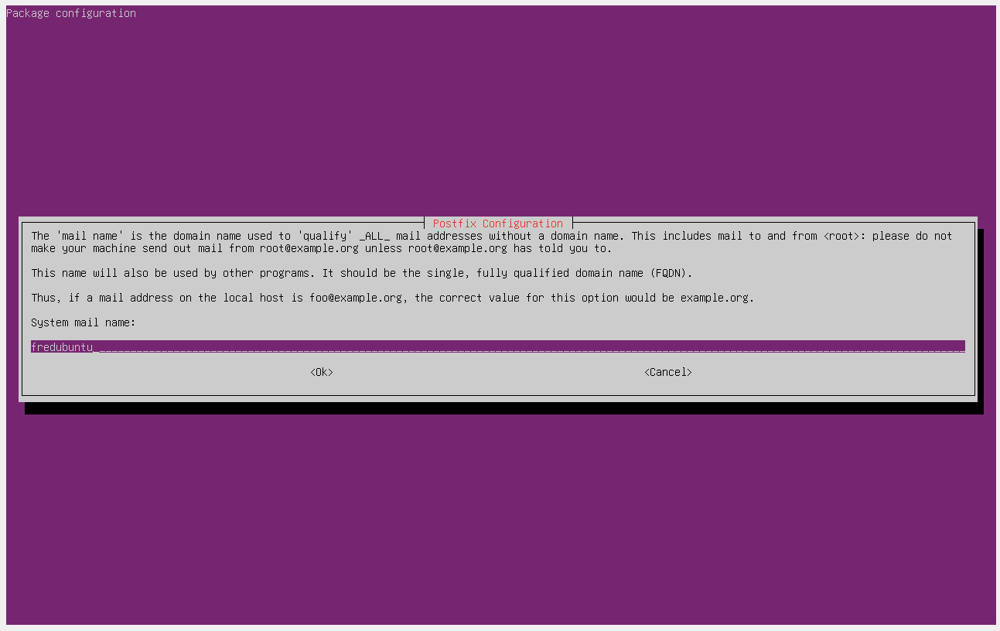 Package configuration
Postfix Configuration
The 'mail name' is the domain name used to 'qualify' _ALL_ mail addresses without a domain name. This includes mail to and from <root>: please do not
make your machine send out mail from root@example.org unless root@example.org has told you to.
This name will also be used by other programs. It should be the single, fully qualified domain name (FQDN).
Thus, if a mail address on the local host is foo@example.org, the correct value for this option would be example.org.
System mail name:
fredubuntu
<Ok> <Cancel>